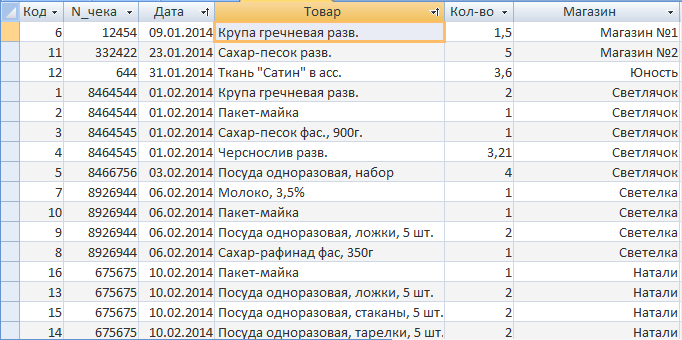 Код N_чека Дата Товар Кол-во Магазин
6 12454 09.01.2014 Крупа гречневая разв. 1,5 Магазин №1
11 332422 23.01.2014 Сахар-песок разв. 5 Магазин №2
12 644 31.01.2014 Ткань "Сатин" в асс. 3,6 Юность
1 8464544 01.02.2014 Крупа гречневая разв. 2 Светлячок
2 8464544 01.02.2014 Пакет-майка 1 Светлячок
3 8464545 01.02.2014 Сахар-песок фас., 900г. 1 Светлячок
4 8464545 01.02.2014 Чернослив разв. 3,21 Светлячок
5 8466756 03.02.2014 Посуда одноразовая, набор 4 Светлячок
7 8926944 06.02.2014 Молоко, 3,5% 1 Светелка
10 8926944 06.02.2014 Пакет-майка 1 Светелка
9 8926944 06.02.2014 Посуда одноразовая, ложки, 5 шт. 2 Светелка
8 8926944 06.02.2014 Сахар-рафинад фас, 350г 1 Светелка
16 675675 10.02.2014 Пакет-майка 1 Натали
13 675675 10.02.2014 Посуда одноразовая, ложки, 5 шт. 2 Натали
15 675675 10.02.2014 Посуда одноразовая, стаканы, 5 шт. 2 Натали
14 675675 10.02.2014 Посуда одноразовая, тарелки, 5 шт. 2 Натали